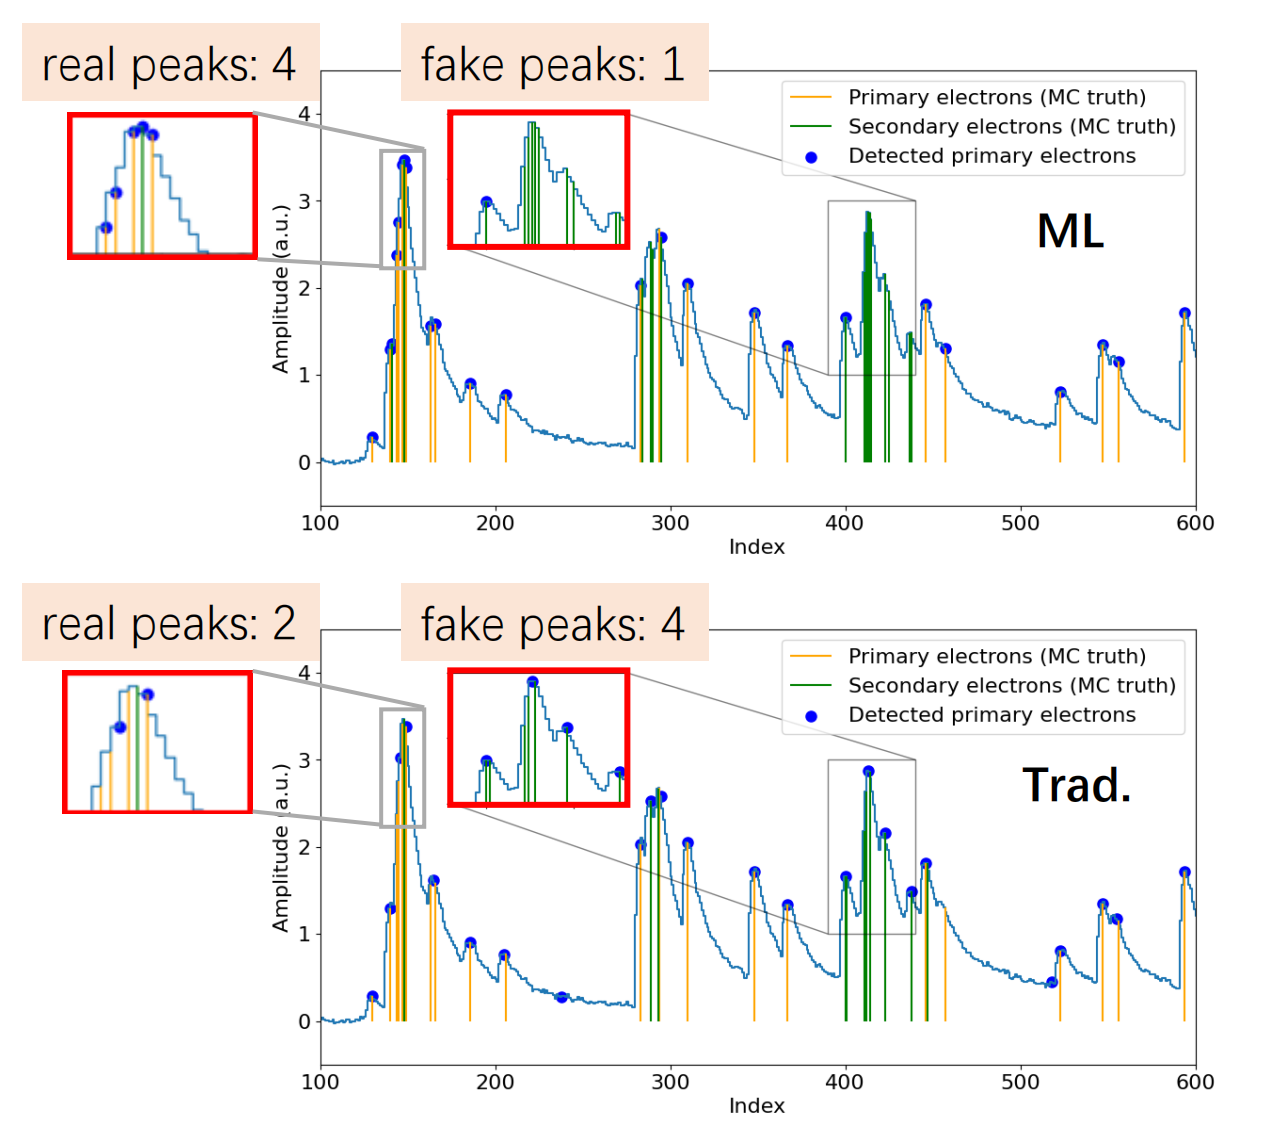 real peaks: 4
fake peaks: 1
Primary electrons (MC truth)
Secondary electrons (MC truth)
Detected primary electrons
ML
4
3
2
1
0
Amplitude (a.u.)
100 200 300 400 500 600
Index
real peaks: 2
fake peaks: 4
Primary electrons (MC truth)
Secondary electrons (MC truth)
Detected primary electrons
Trad.
4
3
2
1
0
Amplitude (a.u.)
100 200 300 400 500 600
Index